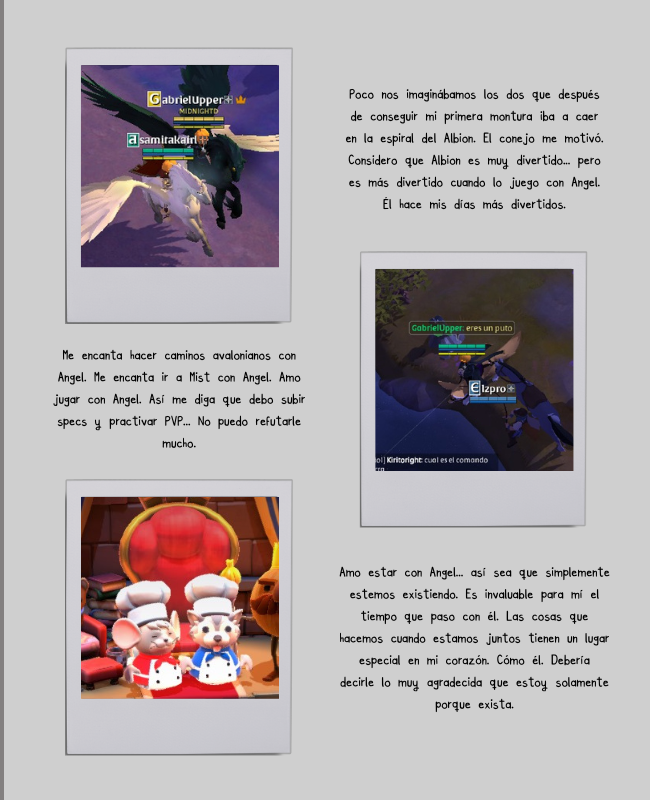 GabrielUpper
MIDNIGHTO
asamirakairi
Poco nos imaginábamos los dos que después
de conseguir mi primera montura iba a caer
en la espiral del Albion. El conejo me motivó.
Considero que Albion es muy divertido... pero
es más divertido cuando lo juego con Angel.
Él hace mis días más divertidos.
GabrielUpper: eres un puto
Elzpro
Kiritoright: cual es el comando
Me encanta hacer caminos avalonianos con
Angel. Me encanta ir a Mist con Angel. Amo
jugar con Angel. Así me diga que debo subir
specs y practivar PVP... No puedo refutarle
mucho.
Amo estar con Angel... así sea que simplemente
estemos existiendo. Es invaluable para mí el
tiempo que paso con él. Las cosas que
hacemos cuando estamos juntos tienen un lugar
especial en mi corazón. Cómo él. Debería
decirle lo muy agradecida que estoy solamente
porque exista.